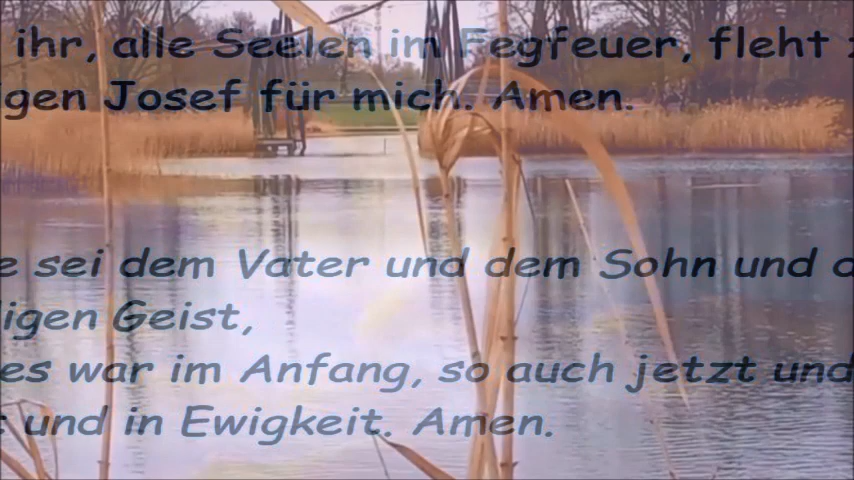 ihr, alle Seelen im Fegfeuer, fleht
igen Josef für mich. Amen.
e sei dem Vater und dem Sohn und
ligen Geist,
es war im Anfang, so auch jetzt und
t und in Ewigkeit. Amen.